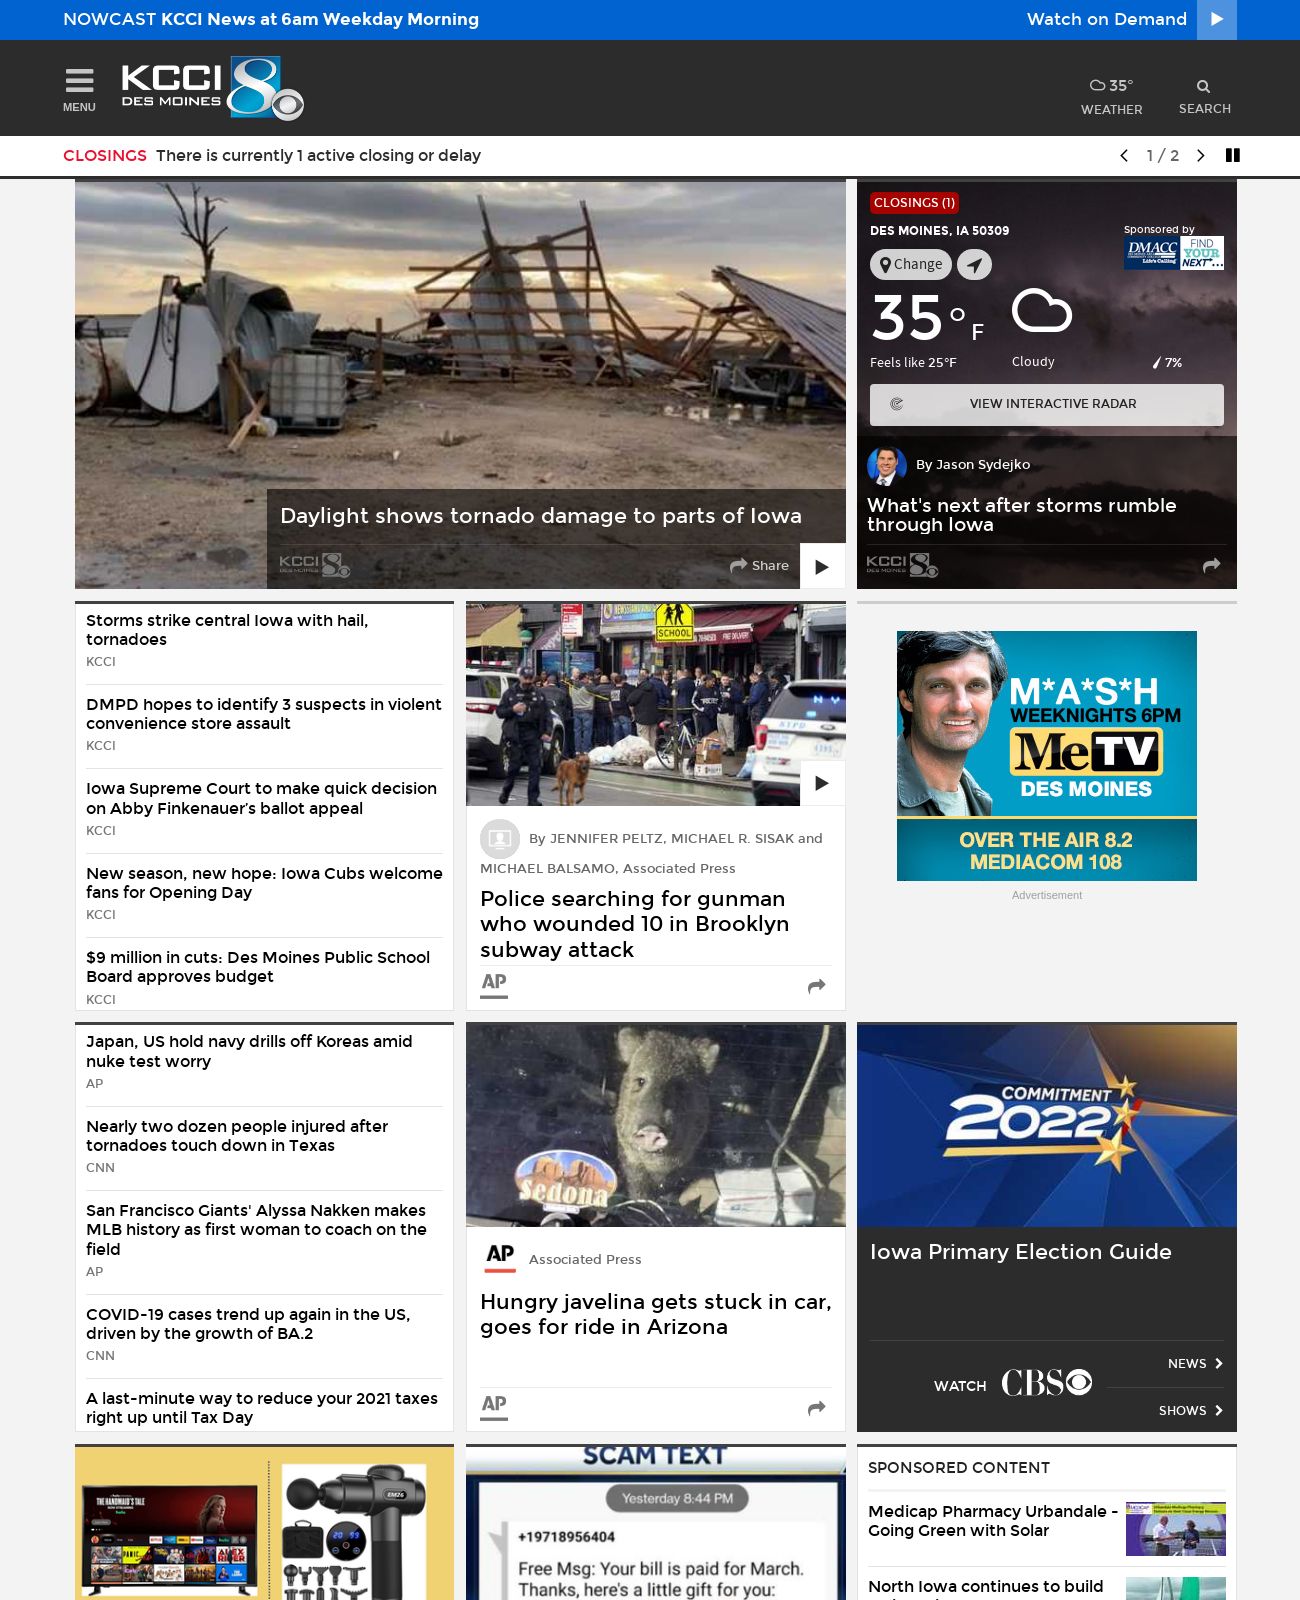 NOWCAST KCCI News at 6am Weekday Morning
Watch on Demand
MENU
KCCI 8
DES MOINES
35°
WEATHER
SEARCH
CLOSINGS There is currently 1 active closing or delay
1 / 2
Daylight shows tornado damage to parts of Iowa
KCCI 8
DES MOINES
Share
CLOSINGS (1)
DES MOINES, IA 50309
Sponsored by
DMACC
Life's Calling
FIND
YOUR
NEXT
Change
35°F
Feels like 25°F
Cloudy
7%
VIEW INTERACTIVE RADAR
By Jason Sydejko
What's next after storms rumble
through Iowa
KCCI 8
DES MOINES
Storms strike central Iowa with hail,
tornadoes
KCCI
DMPD hopes to identify 3 suspects in violent
convenience store assault
KCCI
Iowa Supreme Court to make quick decision
on Abby Finkenauer’s ballot appeal
KCCI
New season, new hope: Iowa Cubs welcome
fans for Opening Day
KCCI
$9 million in cuts: Des Moines Public School
Board approves budget
KCCI
SCHOOL
FREE DELIVERY
NYPD
By JENNIFER PELTZ, MICHAEL R. SISAK and
MICHAEL BALSAMO, Associated Press
Police searching for gunman
who wounded 10 in Brooklyn
subway attack
AP
M*A*S*H
WEEKNIGHTS 6PM
MeTV
DES MOINES
OVER THE AIR 8.2
MEDIACOM 108
Advertisement
Japan, US hold navy drills off Koreas amid
nuke test worry
AP
Nearly two dozen people injured after
tornadoes touch down in Texas
CNN
San Francisco Giants' Alyssa Nakken makes
MLB history as first woman to coach on the
field
AP
COVID-19 cases trend up again in the US,
driven by the growth of BA.2
CNN
A last-minute way to reduce your 2021 taxes
right up until Tax Day
Sedona
AP
Associated Press
Hungry javelina gets stuck in car,
goes for ride in Arizona
AP
COMMITMENT
2022
Iowa Primary Election Guide
WATCH CBS
NEWS
SHOWS
THE HANDMAID'S TALE
EM26
SCAM TEXT
Yesterday 8:44 PM
+19718956404
Free Msg: Your bill is paid for March.
Thanks, here's a little gift for you:
SPONSORED CONTENT
Medicap Pharmacy Urbandale -
Going Green with Solar
North Iowa continues to build